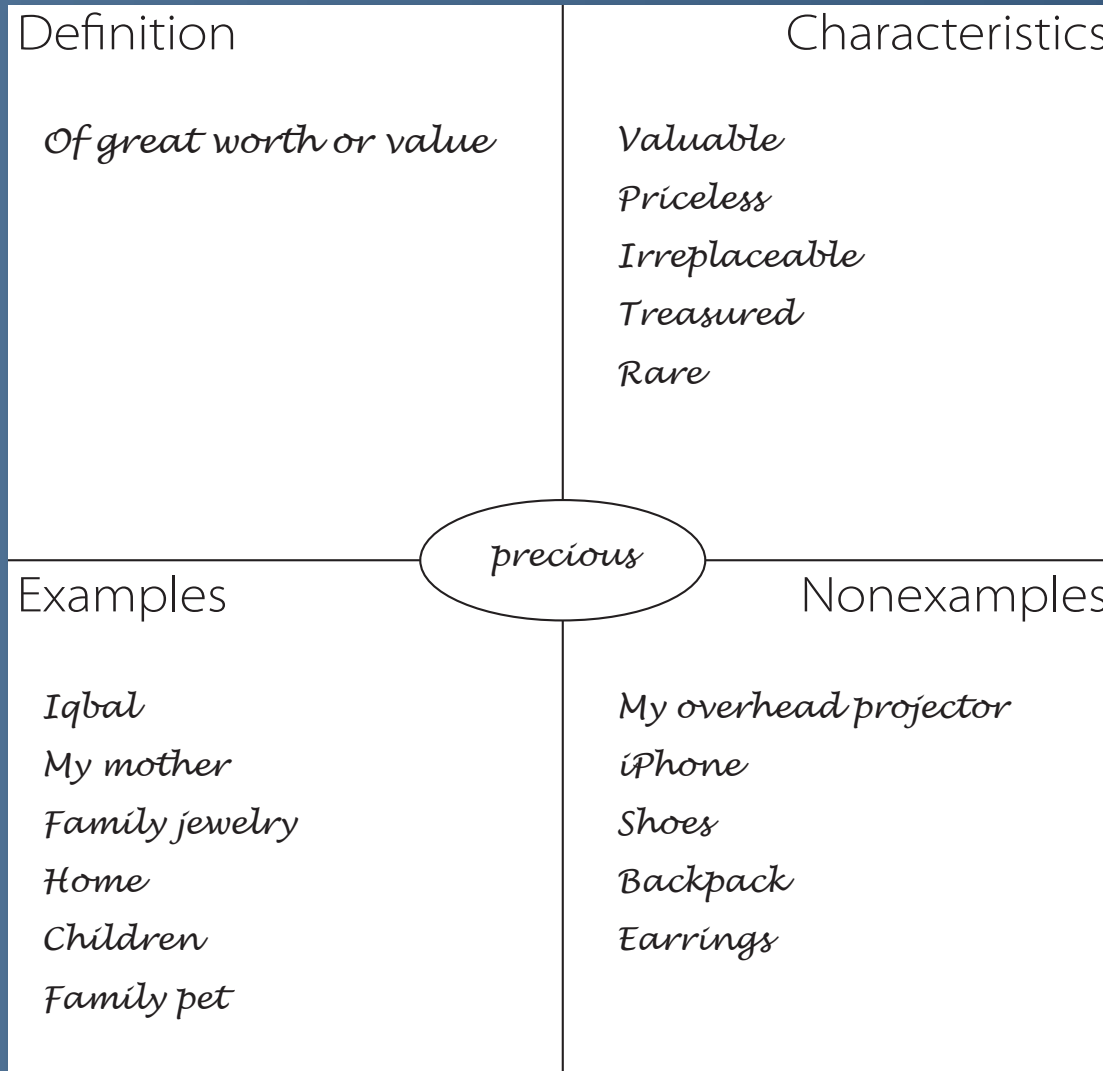 Definition
Of great worth or value
Characteristics
Valuable
Priceless
Irreplaceable
Treasured
Rare
precious
Examples
Iqbal
My mother
Family jewelry
Home
Children
Family pet
Nonexamples
My overhead projector
iPhone
Shoes
Backpack
Earrings